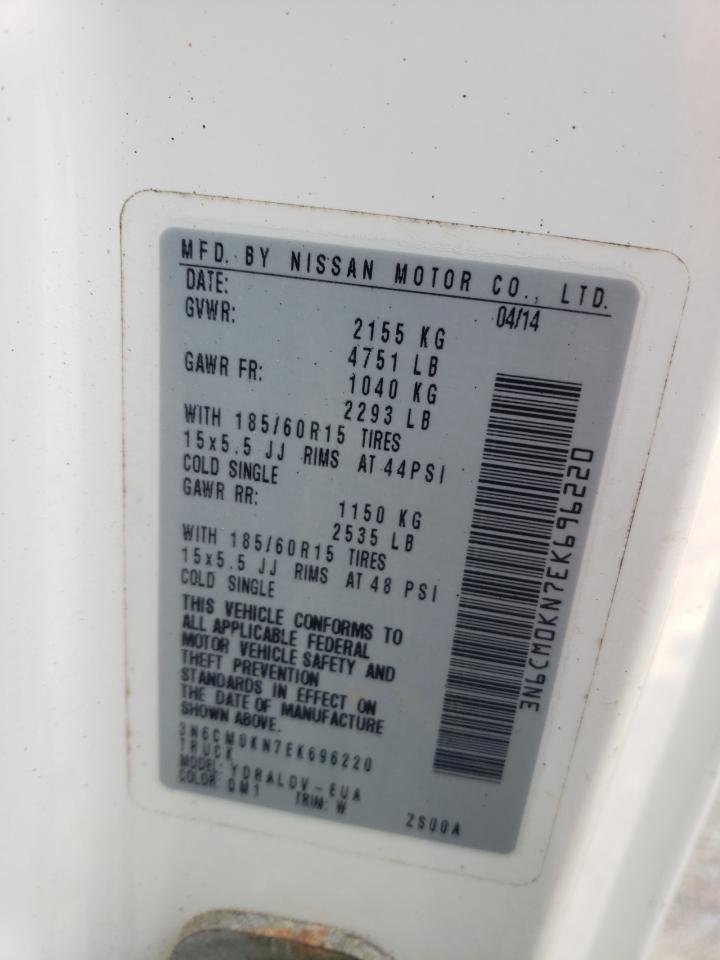 MFD. BY NISSAN MOTOR CO., LTD.
DATE: 04/14
GVWR: 2155 KG
4751 LB
GAWR FR: 1040 KG
2293 LB
WITH 185/60R15 TIRES
15x5.5 JJ RIMS AT 44PSI
COLD SINGLE
GAWR RR: 1150 KG
2535 LB
WITH 185/60R15 TIRES
15x5.5 JJ RIMS AT 48 PSI
COLD SINGLE
THIS VEHICLE CONFORMS TO
ALL APPLICABLE FEDERAL
MOTOR VEHICLE SAFETY AND
THEFT PREVENTION
STANDARDS IN EFFECT ON
THE DATE OF MANUFACTURE
SHOWN ABOVE.
3N6CM0KN7EK696220
TRUCK
MODEL: YDRALDV-EUA
COLOR: QM1 TRIM: W ZS00A
3N6CM0KN7EK696220